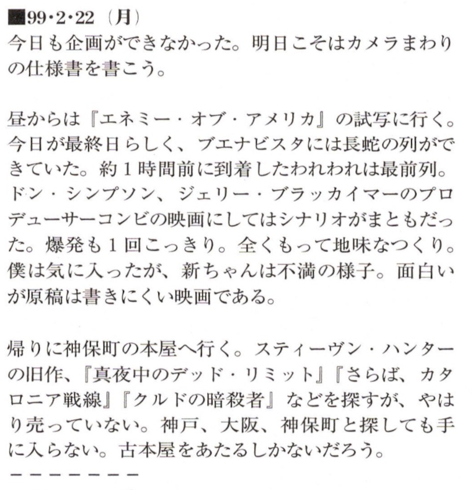 ■99・2・22（月）
今日も企画ができなかった。明日こそはカメラまわり
の仕様書を書こう。
昼からは『エネミー・オブ・アメリカ』の試写に行く。
今日が最終日らしく、ブエナビスタには長蛇の列がで
きていた。約１時間前に到着したわれわれは最前列。
ドン・シンプソン、ジェリー・ブラッカイマーのプロ
デューサーコンビの映画にしてはシナリオがまともだっ
た。爆発も１回こっきり。全くもって地味なつくり。
僕は気に入ったが、新ちゃんは不満の様子。面白い
が原稿は書きにくい映画である。
帰りに神保町の本屋へ行く。スティーヴン・ハンター
の旧作、『真夜中のデッド・リミット』『さらば、カタ
ロニア戦線』『クルドの暗殺者』などを探すが、やは
り売っていない。神戸、大阪、神保町と探しても手
に入らない。古本屋をあたるしかないだろう。
－－－－－－－